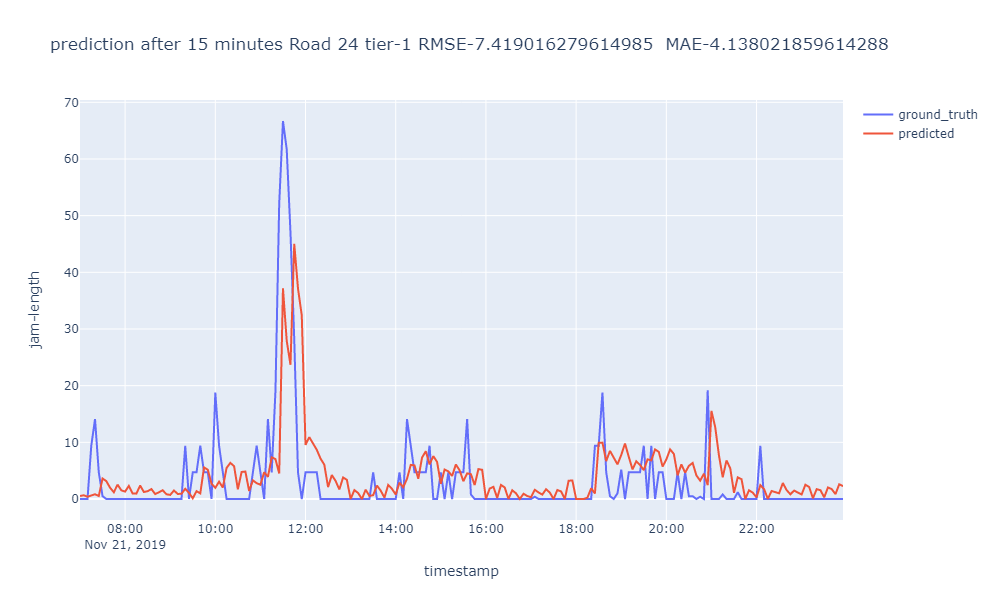 prediction after 15 minutes Road 24 tier-1 RMSE-7.419016279614985  MAE-4.138021859614288
ground_truth
predicted
70
60
50
40
30
20
10
0
jam-length
08:00 10:00 12:00 14:00 16:00 18:00 20:00 22:00
Nov 21, 2019
timestamp